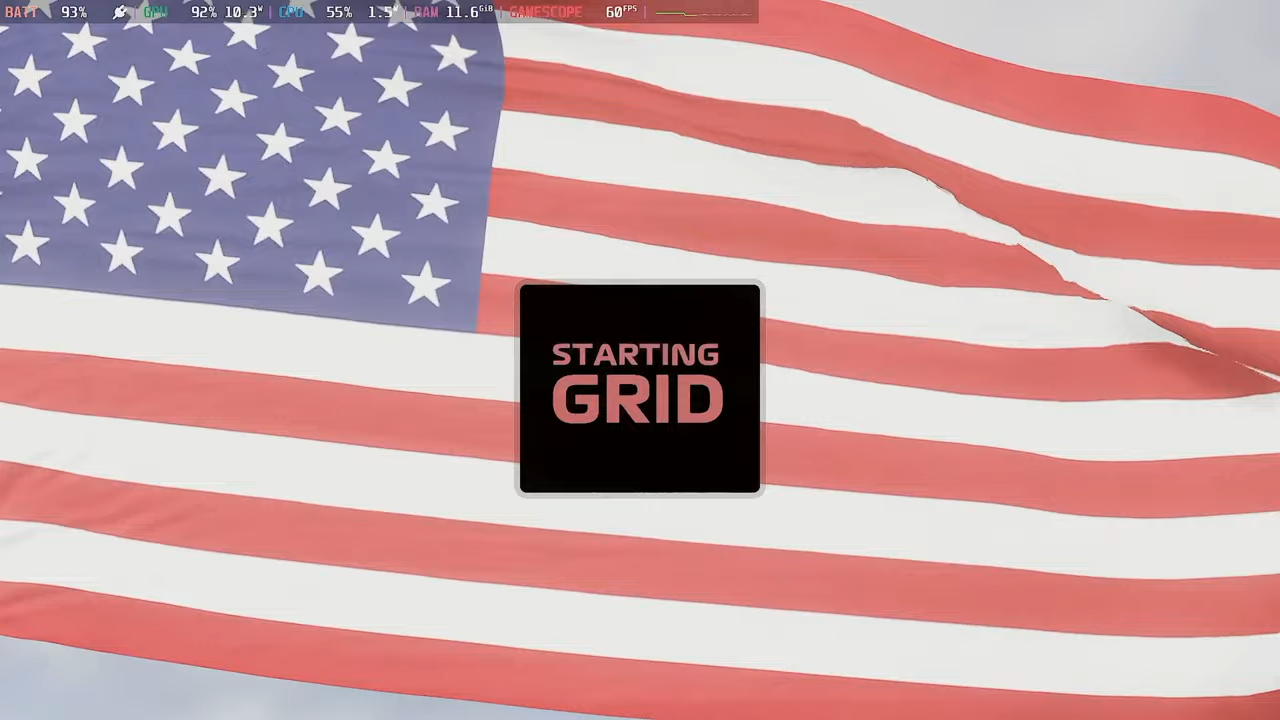 BATT 93% GPU 92% 10.3W CPU 55% 1.5W RAM 11.6GiB GAMESCOPE 60FPS
STARTING
GRID